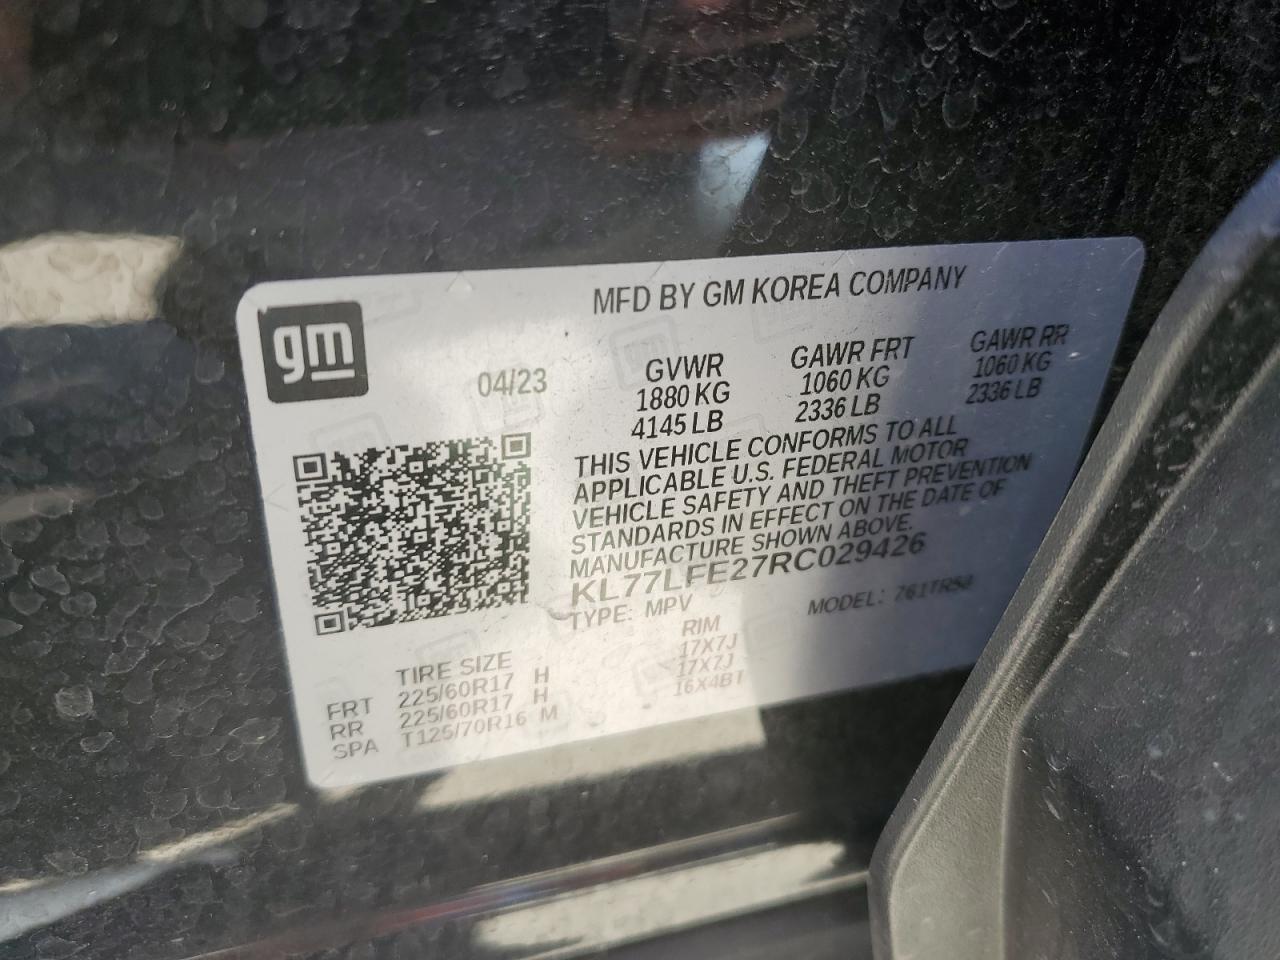 MFD BY GM KOREA COMPANY
gm
04/23
GVWR GAWR FRT GAWR RR
1880 KG 1060 KG 1060 KG
4145 LB 2336 LB 2336 LB
THIS VEHICLE CONFORMS TO ALL
APPLICABLE U.S. FEDERAL MOTOR
VEHICLE SAFETY AND THEFT PREVENTION
STANDARDS IN EFFECT ON THE DATE OF
MANUFACTURE SHOWN ABOVE.
KL77LFE27RC029426
TYPE: MPV MODEL: 761TR58
TIRE SIZE RIM
FRT 225/60R17 H 17X7J
RR 225/60R17 H 17X7J
SPA T125/70R16 M 16X4BT